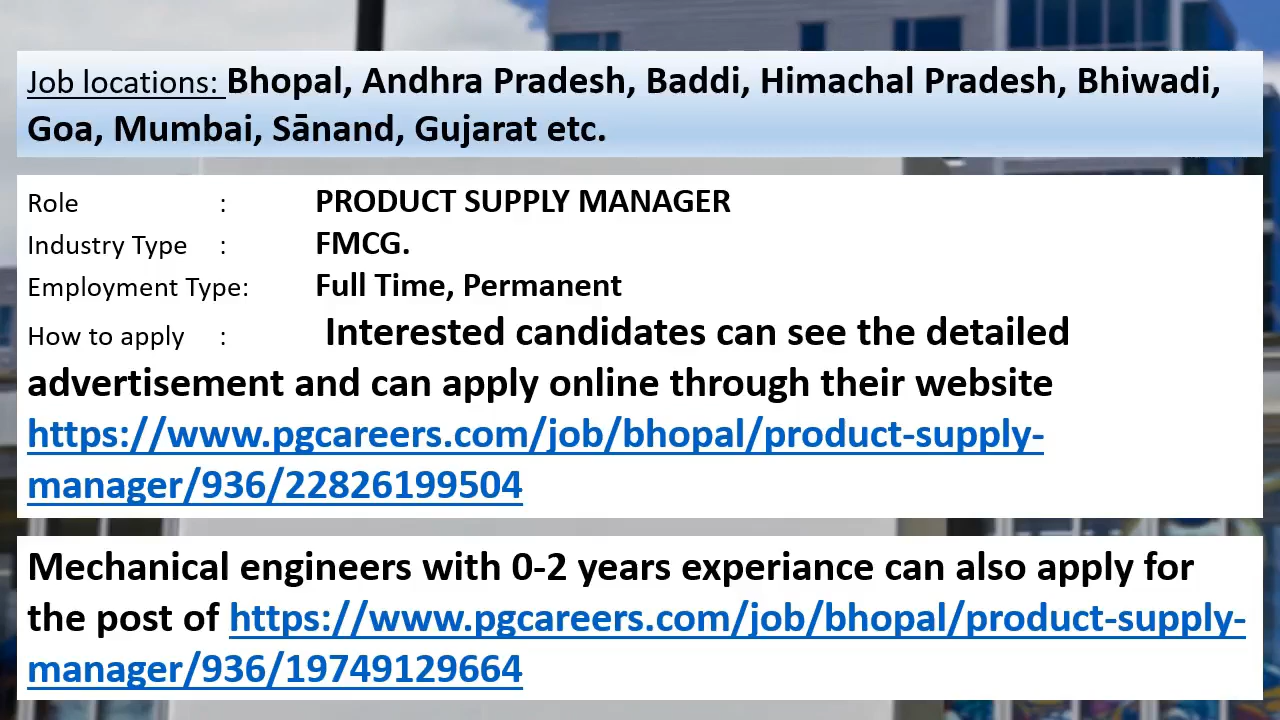 Job locations: Bhopal, Andhra Pradesh, Baddi, Himachal Pradesh, Bhiwadi,
Goa, Mumbai, Sānand, Gujarat etc.
Role : PRODUCT SUPPLY MANAGER
Industry Type : FMCG.
Employment Type: Full Time, Permanent
How to apply : Interested candidates can see the detailed
advertisement and can apply online through their website
https://www.pgcareers.com/job/bhopal/product-supply-
manager/936/22826199504
Mechanical engineers with 0-2 years experiance can also apply for
the post of https://www.pgcareers.com/job/bhopal/product-supply-
manager/936/19749129664